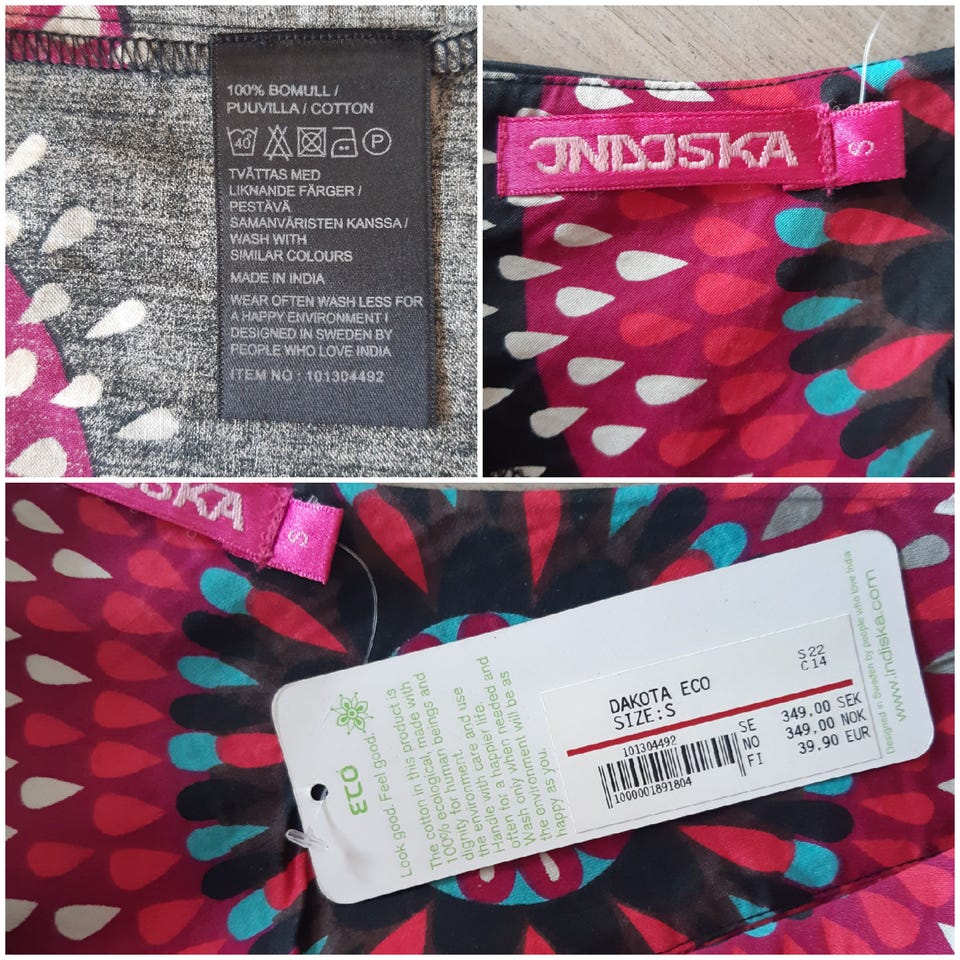 100% BOMULL /
PUUVILLA / COTTON
40
P
TVÄTTAS MED
LIKNANDE FÄRGER /
PESTÄVÄ
SAMANVÄRISTEN KANSSA /
WASH WITH
SIMILAR COLOURS
MADE IN INDIA
WEAR OFTEN WASH LESS FOR
A HAPPY ENVIRONMENT !
DESIGNED IN SWEDEN BY
PEOPLE WHO LOVE INDIA
ITEM NO : 101304492
INDISKA
S
ISKA
S
ECO
Look good. Feel good.
The cotton in this product is
100% ecological made with
dignity for human beings and
the environment.
Handle with care and use
often for a happier life.
Wash only when needed and
the environment will be as
happy as you.
DAKOTA ECO
SIZE:S
S22
C14
101304492
1000001891804
SE 349.00 SEK
NO 349.00 NOK
FI 39.90 EUR
Designed in Sweden by people who love India
www.indiska.com